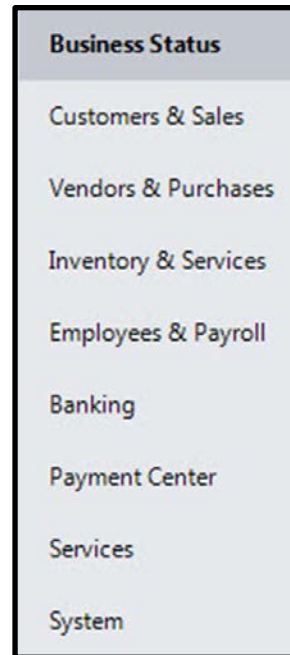 Business Status
Customers & Sales
Vendors & Purchases
Inventory & Services
Employees & Payroll
Banking
Payment Center
Services
System